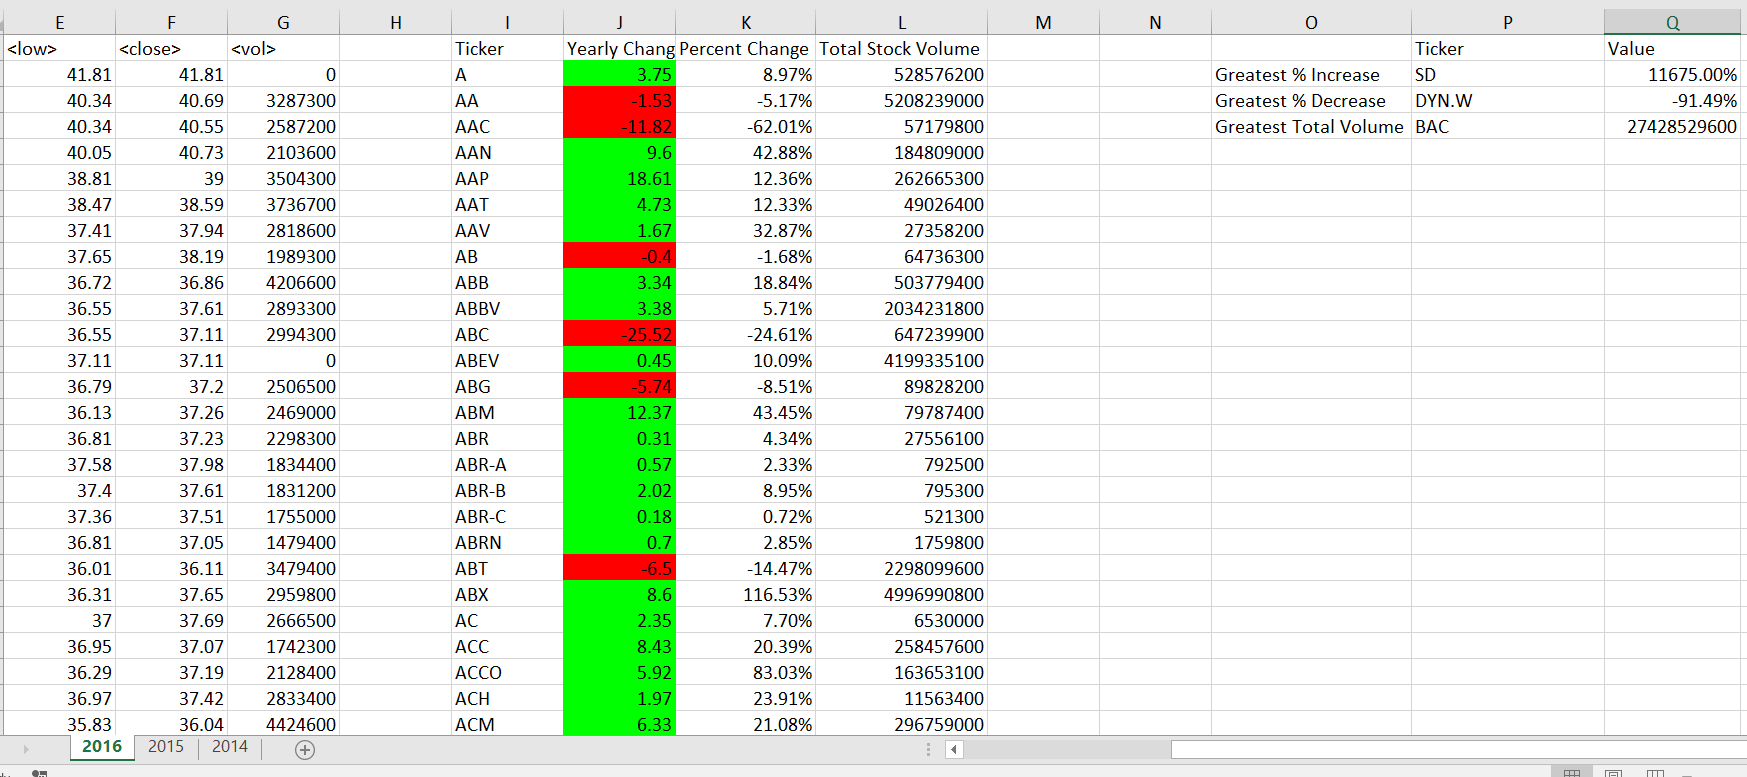 E F G H I J K L M N O P Q
<low> <close> <vol> Ticker Yearly Chang Percent Change Total Stock Volume Ticker Value
41.81 41.81 0 A 3.75 8.97% 528576200 Greatest % Increase SD 11675.00%
40.34 40.69 3287300 AA -1.53 -5.17% 5208239000 Greatest % Decrease DYN.W -91.49%
40.34 40.55 2587200 AAC -11.82 -62.01% 57179800 Greatest Total Volume BAC 27428529600
40.05 40.73 2103600 AAN 9.6 42.88% 184809000
38.81 39 3504300 AAP 18.61 12.36% 262665300
38.47 38.59 3736700 AAT 4.73 12.33% 49026400
37.41 37.94 2818600 AAV 1.67 32.87% 27358200
37.65 38.19 1989300 AB -0.4 -1.68% 64736300
36.72 36.86 4206600 ABB 3.34 18.84% 503779400
36.55 37.61 2893300 ABBV 3.38 5.71% 2034231800
36.55 37.11 2994300 ABC -25.52 -24.61% 647239900
37.11 37.11 0 ABEV 0.45 10.09% 4199335100
36.79 37.2 2506500 ABG -5.74 -8.51% 89828200
36.13 37.26 2469000 ABM 12.37 43.45% 79787400
36.81 37.23 2298300 ABR 0.31 4.34% 27556100
37.58 37.98 1834400 ABR-A 0.57 2.33% 792500
37.4 37.61 1831200 ABR-B 2.02 8.95% 795300
37.36 37.51 1755000 ABR-C 0.18 0.72% 521300
36.81 37.05 1479400 ABRN 0.7 2.85% 1759800
36.01 36.11 3479400 ABT -6.5 -14.47% 2298099600
36.31 37.65 2959800 ABX 8.6 116.53% 4996990800
37 37.69 2666500 AC 2.35 7.70% 6530000
36.95 37.07 1742300 ACC 8.43 20.39% 258457600
36.29 37.19 2128400 ACCO 5.92 83.03% 163653100
36.97 37.42 2833400 ACH 1.97 23.91% 11563400
35.83 36.04 4424600 ACM 6.33 21.08% 296759000
2016 2015 2014